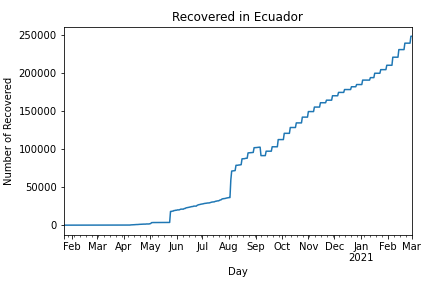 Recovered in Ecuador
250000
200000
150000
100000
50000
0
Number of Recovered
Feb Mar Apr May Jun Jul Aug Sep Oct Nov Dec Jan Feb Mar
2021
Day